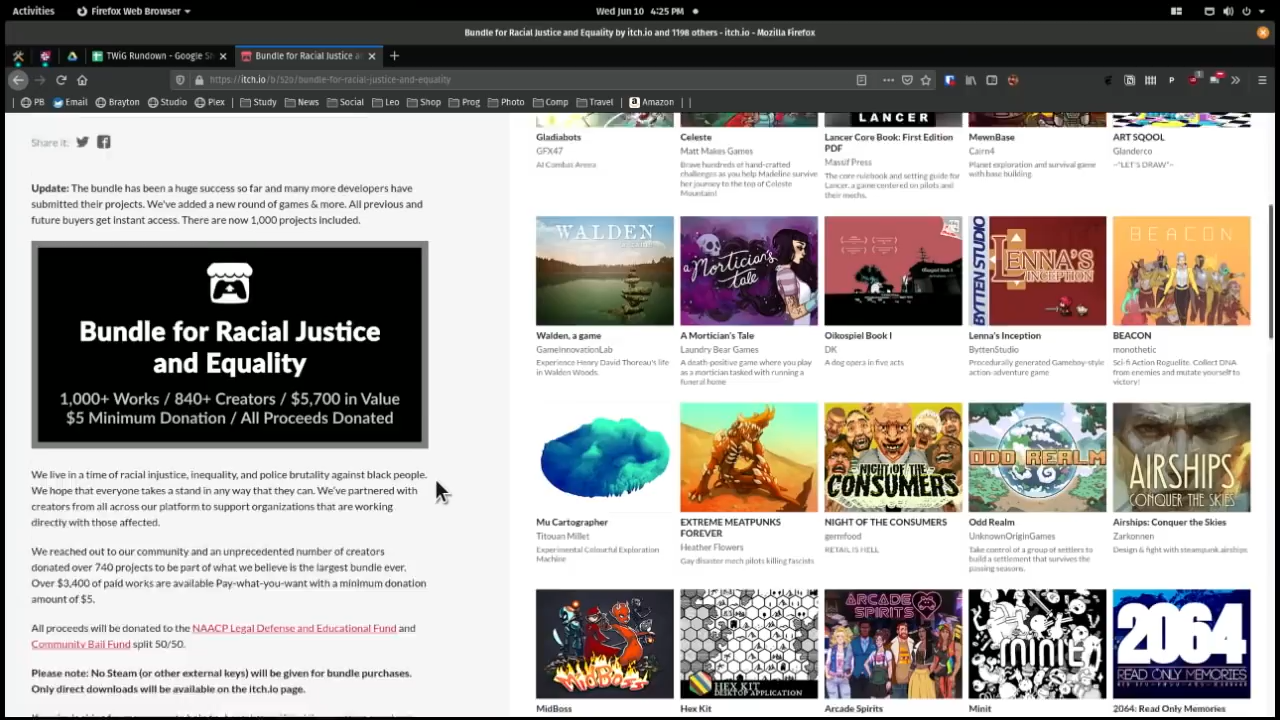 Activities
Firefox Web Browser
Wed Jun 10 4:25 PM
Bundle for Racial Justice and Equality by itch.io and 1198 others - itch.io - Mozilla Firefox
TWiG Rundown - Google Sh
Bundle for Racial Justice a
https://itch.io/b/520/bundle-for-racial-justice-and-equality
PB
Email
Brayton
Studio
Plex
Study
News
Social
Leo
Shop
Prog
Photo
Comp
Travel
Amazon
Share it:
Update: The bundle has been a huge success so far and many more developers have
submitted their projects. We've added a new round of games & more. All previous and
future buyers get instant access. There are now 1,000 projects included.
Bundle for Racial Justice
and Equality
1,000+ Works / 840+ Creators / $5,700 in Value
$5 Minimum Donation / All Proceeds Donated
We live in a time of racial injustice, inequality, and police brutality against black people.
We hope that everyone takes a stand in any way that they can. We've partnered with
creators from all across our platform to support organizations that are working
directly with those affected.
We reached out to our community and an unprecedented number of creators
donated over 740 projects to be part of what we believe is the largest bundle ever.
Over $3,400 of paid works are available Pay-what-you-want with a minimum donation
amount of $5.
All proceeds will be donated to the NAACP Legal Defense and Educational Fund and
Community Bail Fund split 50/50.
Please note: No Steam (or other external keys) will be given for bundle purchases.
Only direct downloads will be available on the itch.io page.
LANCER
Gladiabots
GFX47
AI Combat Arena
Celeste
Matt Makes Games
Brave hundreds of hand-crafted
challenges as you help Madeline survive
her journey to the top of Celeste
Mountain!
Lancer Core Book: First Edition
PDF
Massif Press
The core rulebook and setting guide for
Lancer, a game centered on pilots and
their mechs.
MewnBase
Cairn4
Planet exploration and survival game
with base building.
ART SQOOL
Glanderco
~"LET'S DRAW"~
WALDEN
a Mortician's tale
BYTTEN STUDIO
LENNA'S
INCEPTION
BEACON
Walden, a game
GameInnovationLab
Experience Henry David Thoreau's life
in Walden Woods.
A Mortician's Tale
Laundry Bear Games
A death-positive game where you play
as a mortician tasked with running a
funeral home
Oikospiel Book I
DK
A dog opera in five acts
Lenna's Inception
ByttenStudio
Procedurally generated Gameboy-style
action-adventure game
BEACON
monothetic
Sci-fi Action Roguelite. Collect DNA
from enemies and mutate yourself to
victory!
NIGHT OF THE
CONSUMERS
ODD REALM
AIRSHIPS
CONQUER THE SKIES
Mu Cartographer
Titouan Millet
Experimental Colourful Exploration
Machine
EXTREME MEATPUNKS
FOREVER
Heather Flowers
Gay disaster mech pilots killing fascists
NIGHT OF THE CONSUMERS
germfood
RETAIL IS HELL
Odd Realm
UnknownOriginGames
Take control of a group of settlers to
build a settlement that survives the
passing seasons.
Airships: Conquer the Skies
Zarkonnen
Design & fight with steampunk airships
MidBoss
HEX KIT
DESKTOP APPLICATION
ARCADE
SPIRITS
minit
2064
READ ONLY MEMORIES
MidBoss
Hex Kit
Arcade Spirits
Minit
2064: Read Only Memories